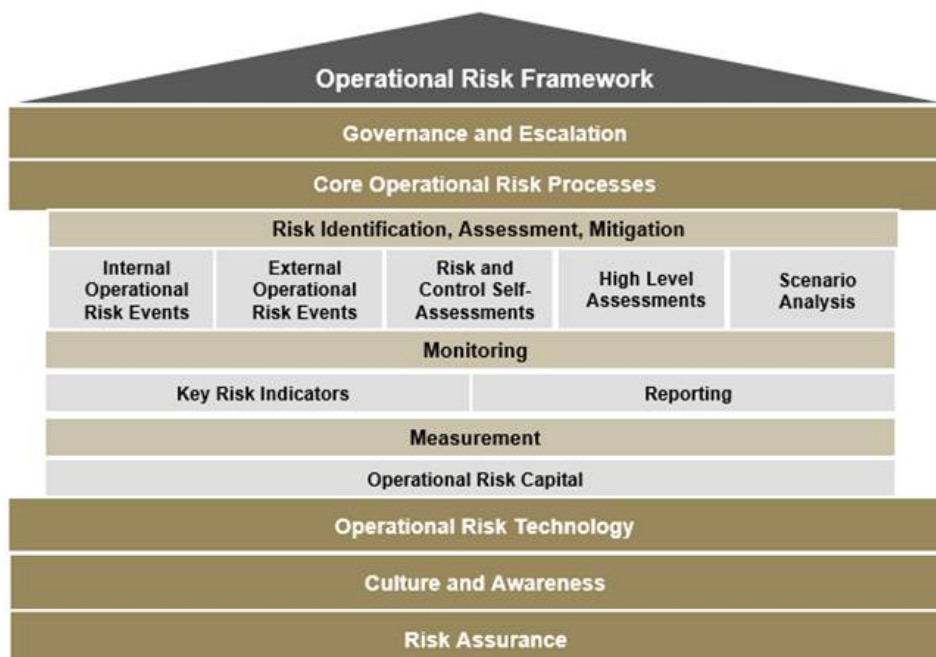 Operational Risk Framework
Governance and Escalation
Core Operational Risk Processes
Risk Identification, Assessment, Mitigation
Internal
Operational
Risk Events
External
Operational
Risk Events
Risk and
Control Self-
Assessments
High Level
Assessments
Scenario
Analysis
Monitoring
Key Risk Indicators
Reporting
Measurement
Operational Risk Capital
Operational Risk Technology
Culture and Awareness
Risk Assurance